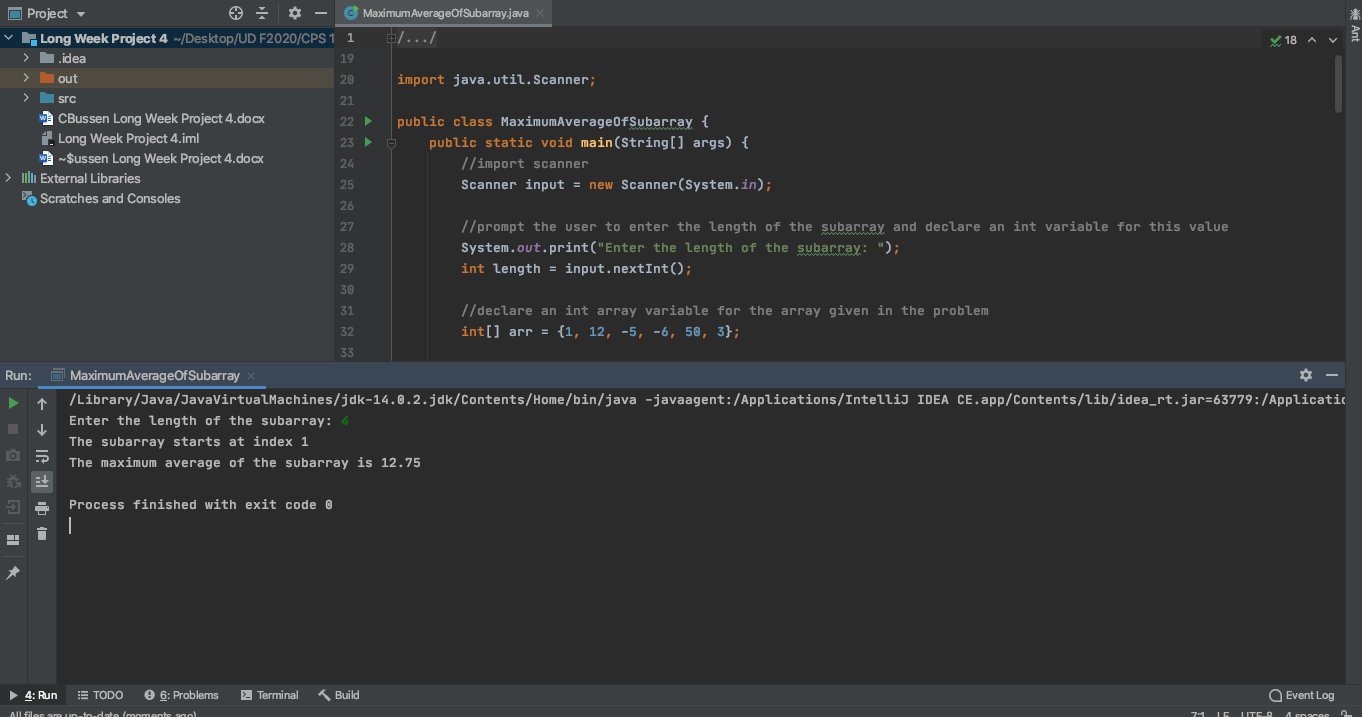 Project
MaximumAverageOfSubarray.java
Long Week Project 4 ~/Desktop/UD F2020/CPS 1
.idea
out
src
CBussen Long Week Project 4.docx
Long Week Project 4.iml
~$ussen Long Week Project 4.docx
External Libraries
Scratches and Consoles
18
Ant
1 /.../
19
20 import java.util.Scanner;
21
22 public class MaximumAverageOfSubarray {
23 public static void main(String[] args) {
24 //import scanner
25 Scanner input = new Scanner(System.in);
26
27 //prompt the user to enter the length of the subarray and declare an int variable for this value
28 System.out.print("Enter the length of the subarray: ");
29 int length = input.nextInt();
30
31 //declare an int array variable for the array given in the problem
32 int[] arr = {1, 12, -5, -6, 50, 3};
33
Run: MaximumAverageOfSubarray
/Library/Java/JavaVirtualMachines/jdk-14.0.2.jdk/Contents/Home/bin/java -javaagent:/Applications/IntelliJ IDEA CE.app/Contents/lib/idea_rt.jar=63779:/Applicatio
Enter the length of the subarray: 4
The subarray starts at index 1
The maximum average of the subarray is 12.75
Process finished with exit code 0
4: Run TODO 6: Problems Terminal Build Event Log
All files are up-to-date (moments ago) 7:1 LF UTF-8 4 spaces